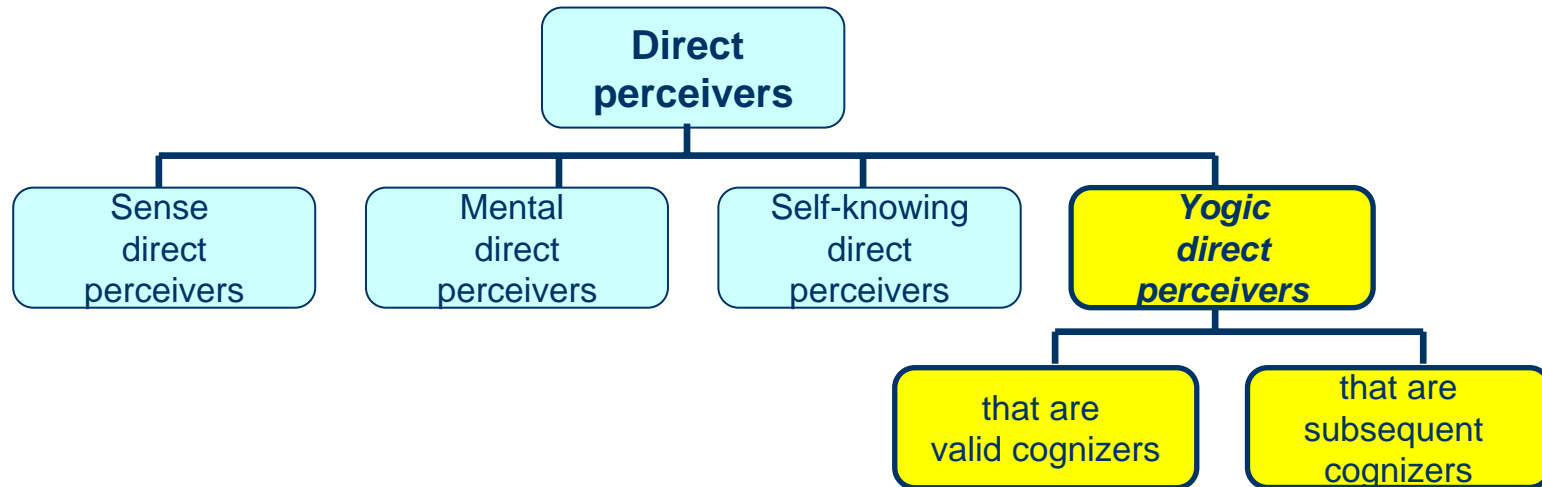 Direct
perceivers
Sense
direct
perceivers
Mental
direct
perceivers
Self-knowing
direct
perceivers
Yogic
direct
perceivers
that are
valid cognizers
that are
subsequent
cognizers